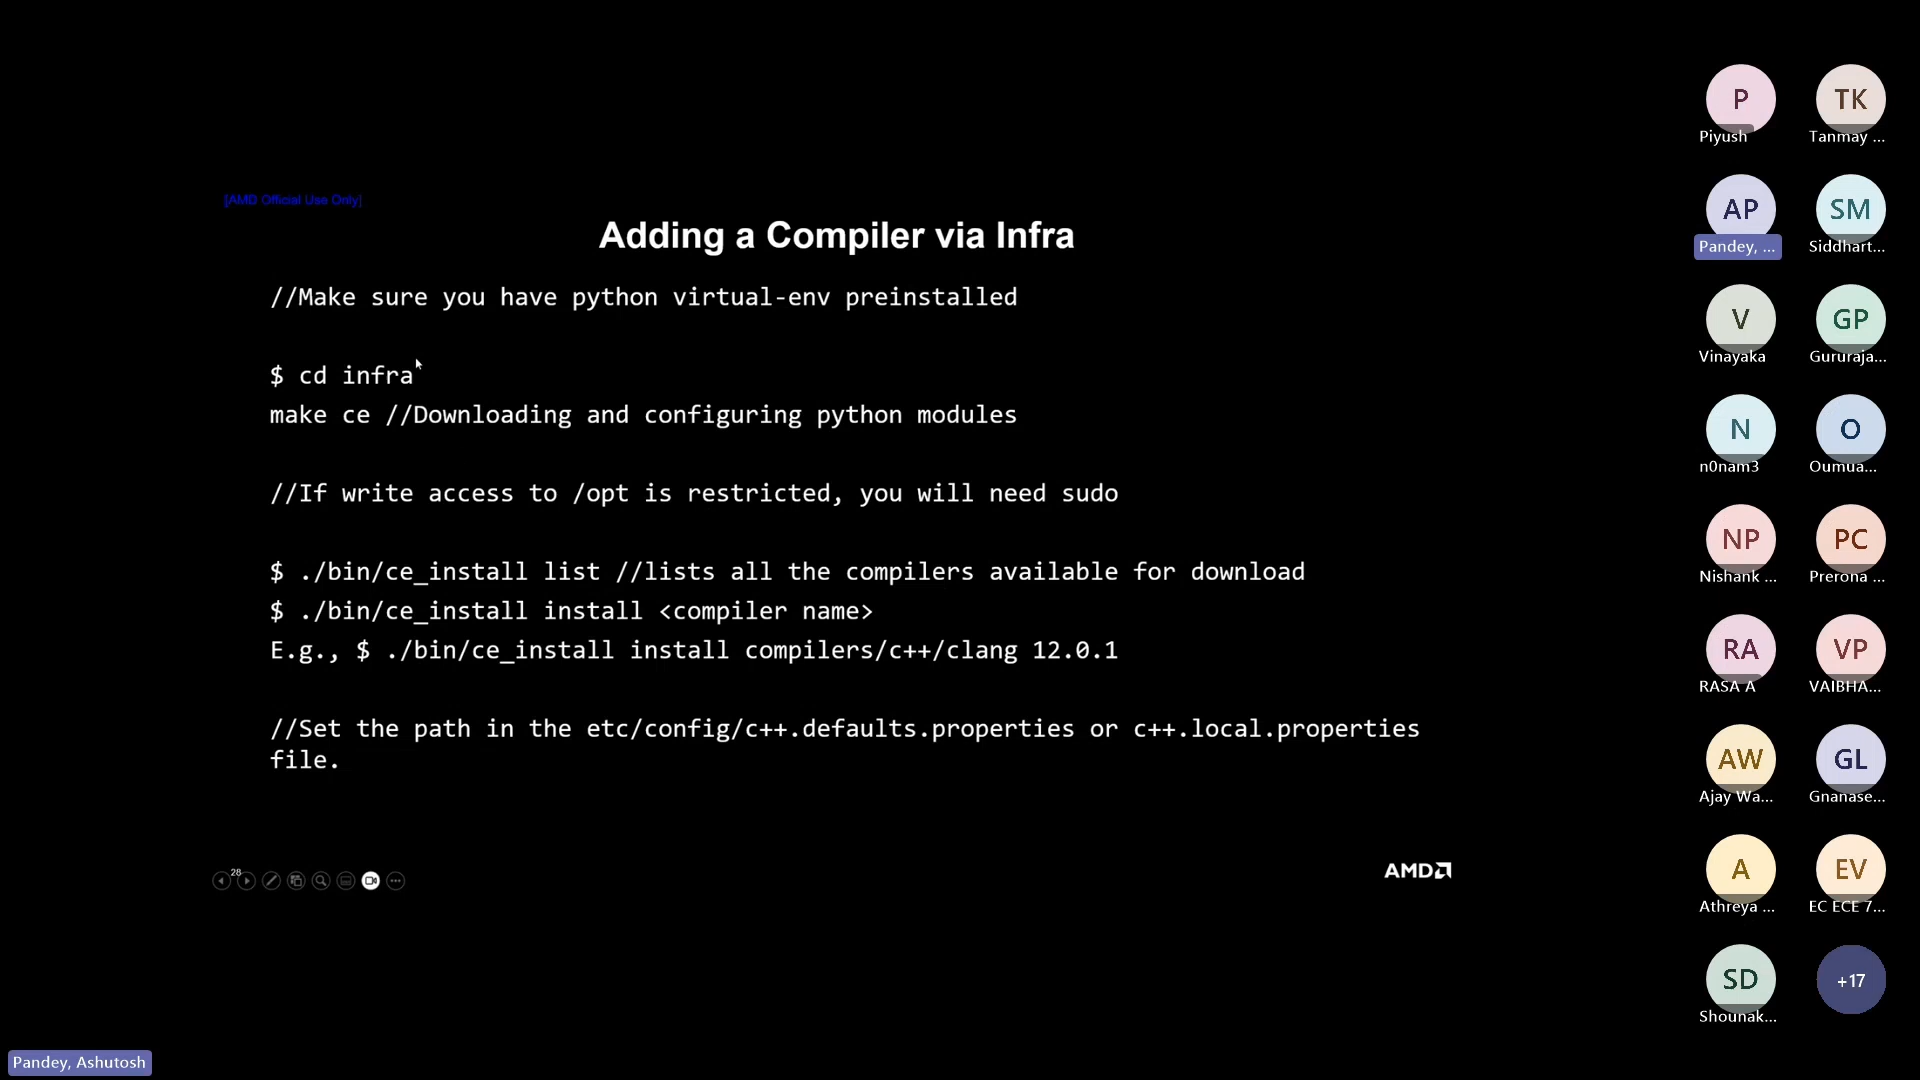 [AMD Official Use Only]
Adding a Compiler via Infra
//Make sure you have python virtual-env preinstalled
$ cd infra
make ce //Downloading and configuring python modules
//If write access to /opt is restricted, you will need sudo
$ ./bin/ce_install list //lists all the compilers available for download
$ ./bin/ce_install install <compiler name>
E.g., $ ./bin/ce_install install compilers/c++/clang 12.0.1
//Set the path in the etc/config/c++.defaults.properties or c++.local.properties
file.
28
AMD
P
Piyush
TK
Tanmay ...
AP
Pandey, ...
SM
Siddhart...
V
Vinayaka
GP
Gururaja...
N
n0nam3
O
Oumua...
NP
Nishank ...
PC
Prerona ...
RA
RASA A
VP
VAIBHA...
AW
Ajay Wa...
GL
Gnanase...
A
Athreya ...
EV
EC ECE 7...
SD
Shounak...
+17
Pandey, Ashutosh